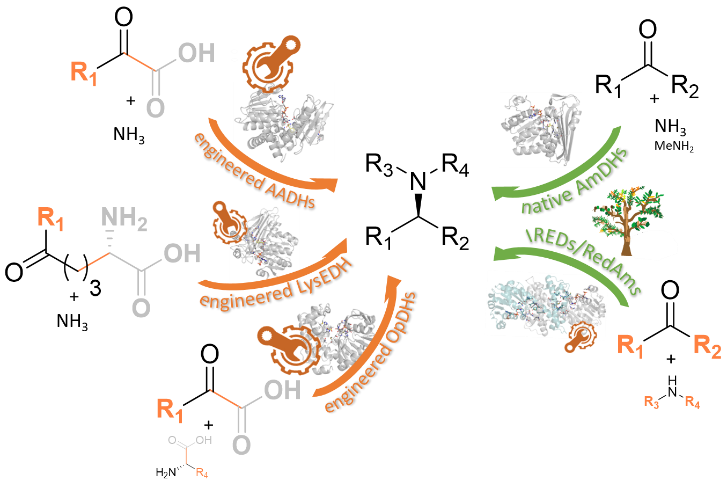 O
OH
R1
O
+
NH3
engineered AADHs
O
R1
R2
+
NH3
MeNH2
native AmDHs
R3
R4
N
R1
R2
R1
NH2
O
OH
3
O
+
NH3
engineered LysEDH
IREDs/RedAms
O
R1
R2
+
H
N
R3
R4
engineered OpDHs
O
OH
R1
O
+
O
OH
H2N
R4